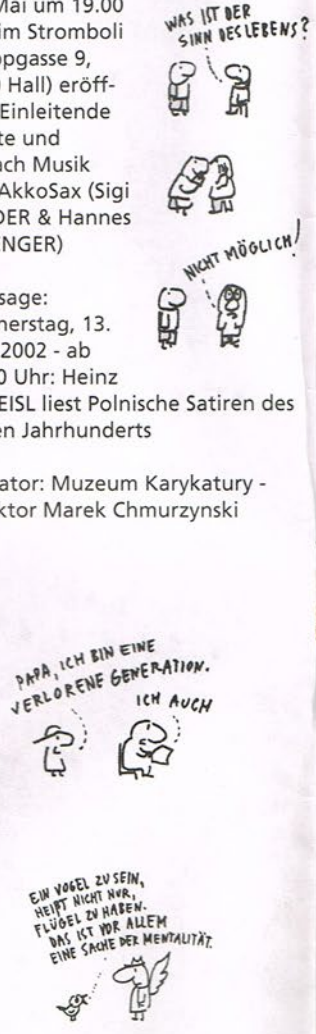 Mai um 19.00
im Stromboli
pgasse 9,
Hall) eröff-
Einleitende
te und
ach Musik
AkkoSax (Sigi
DER & Hannes
ENGER)
sage:
nerstag, 13.
2002 - ab
0 Uhr: Heinz
EISL liest Polnische Satiren des
en Jahrhunderts
ator: Muzeum Karykatury -
ktor Marek Chmurzynski
WAS IST DER
SINN DES LEBENS?
NICHT MÖGLICH!
PAPA, ICH BIN EINE
VERLORENE GENERATION.
ICH AUCH
EIN VOGEL ZU SEIN,
HEIßT NICHT NUR,
FLÜGEL ZU HABEN.
DAS IST VOR ALLEM
EINE SACHE DER MENTALITÄT.